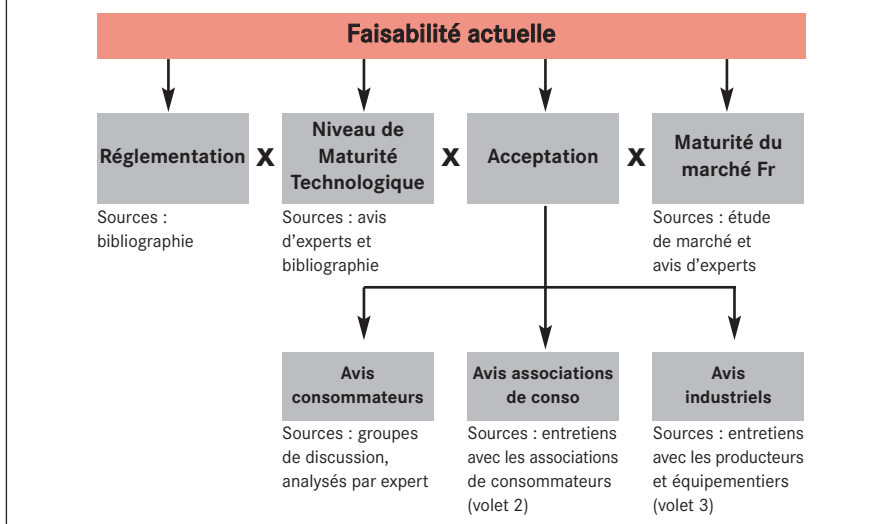 Faisabilité actuelle
Réglementation
X
Niveau de
Maturité
Technologique
X
Acceptation
X
Maturité du
marché Fr
Sources :
bibliographie
Sources : avis
d’experts et
bibliographie
Sources : étude
de marché et
avis d’experts
Avis
consommateurs
Avis associations
de conso
Avis
industriels
Sources : groupes
de discussion,
analysés par expert
Sources : entretiens
avec les associations
de consommateurs
(volet 2)
Sources : entretiens
avec les producteurs
et équipementiers
(volet 3)